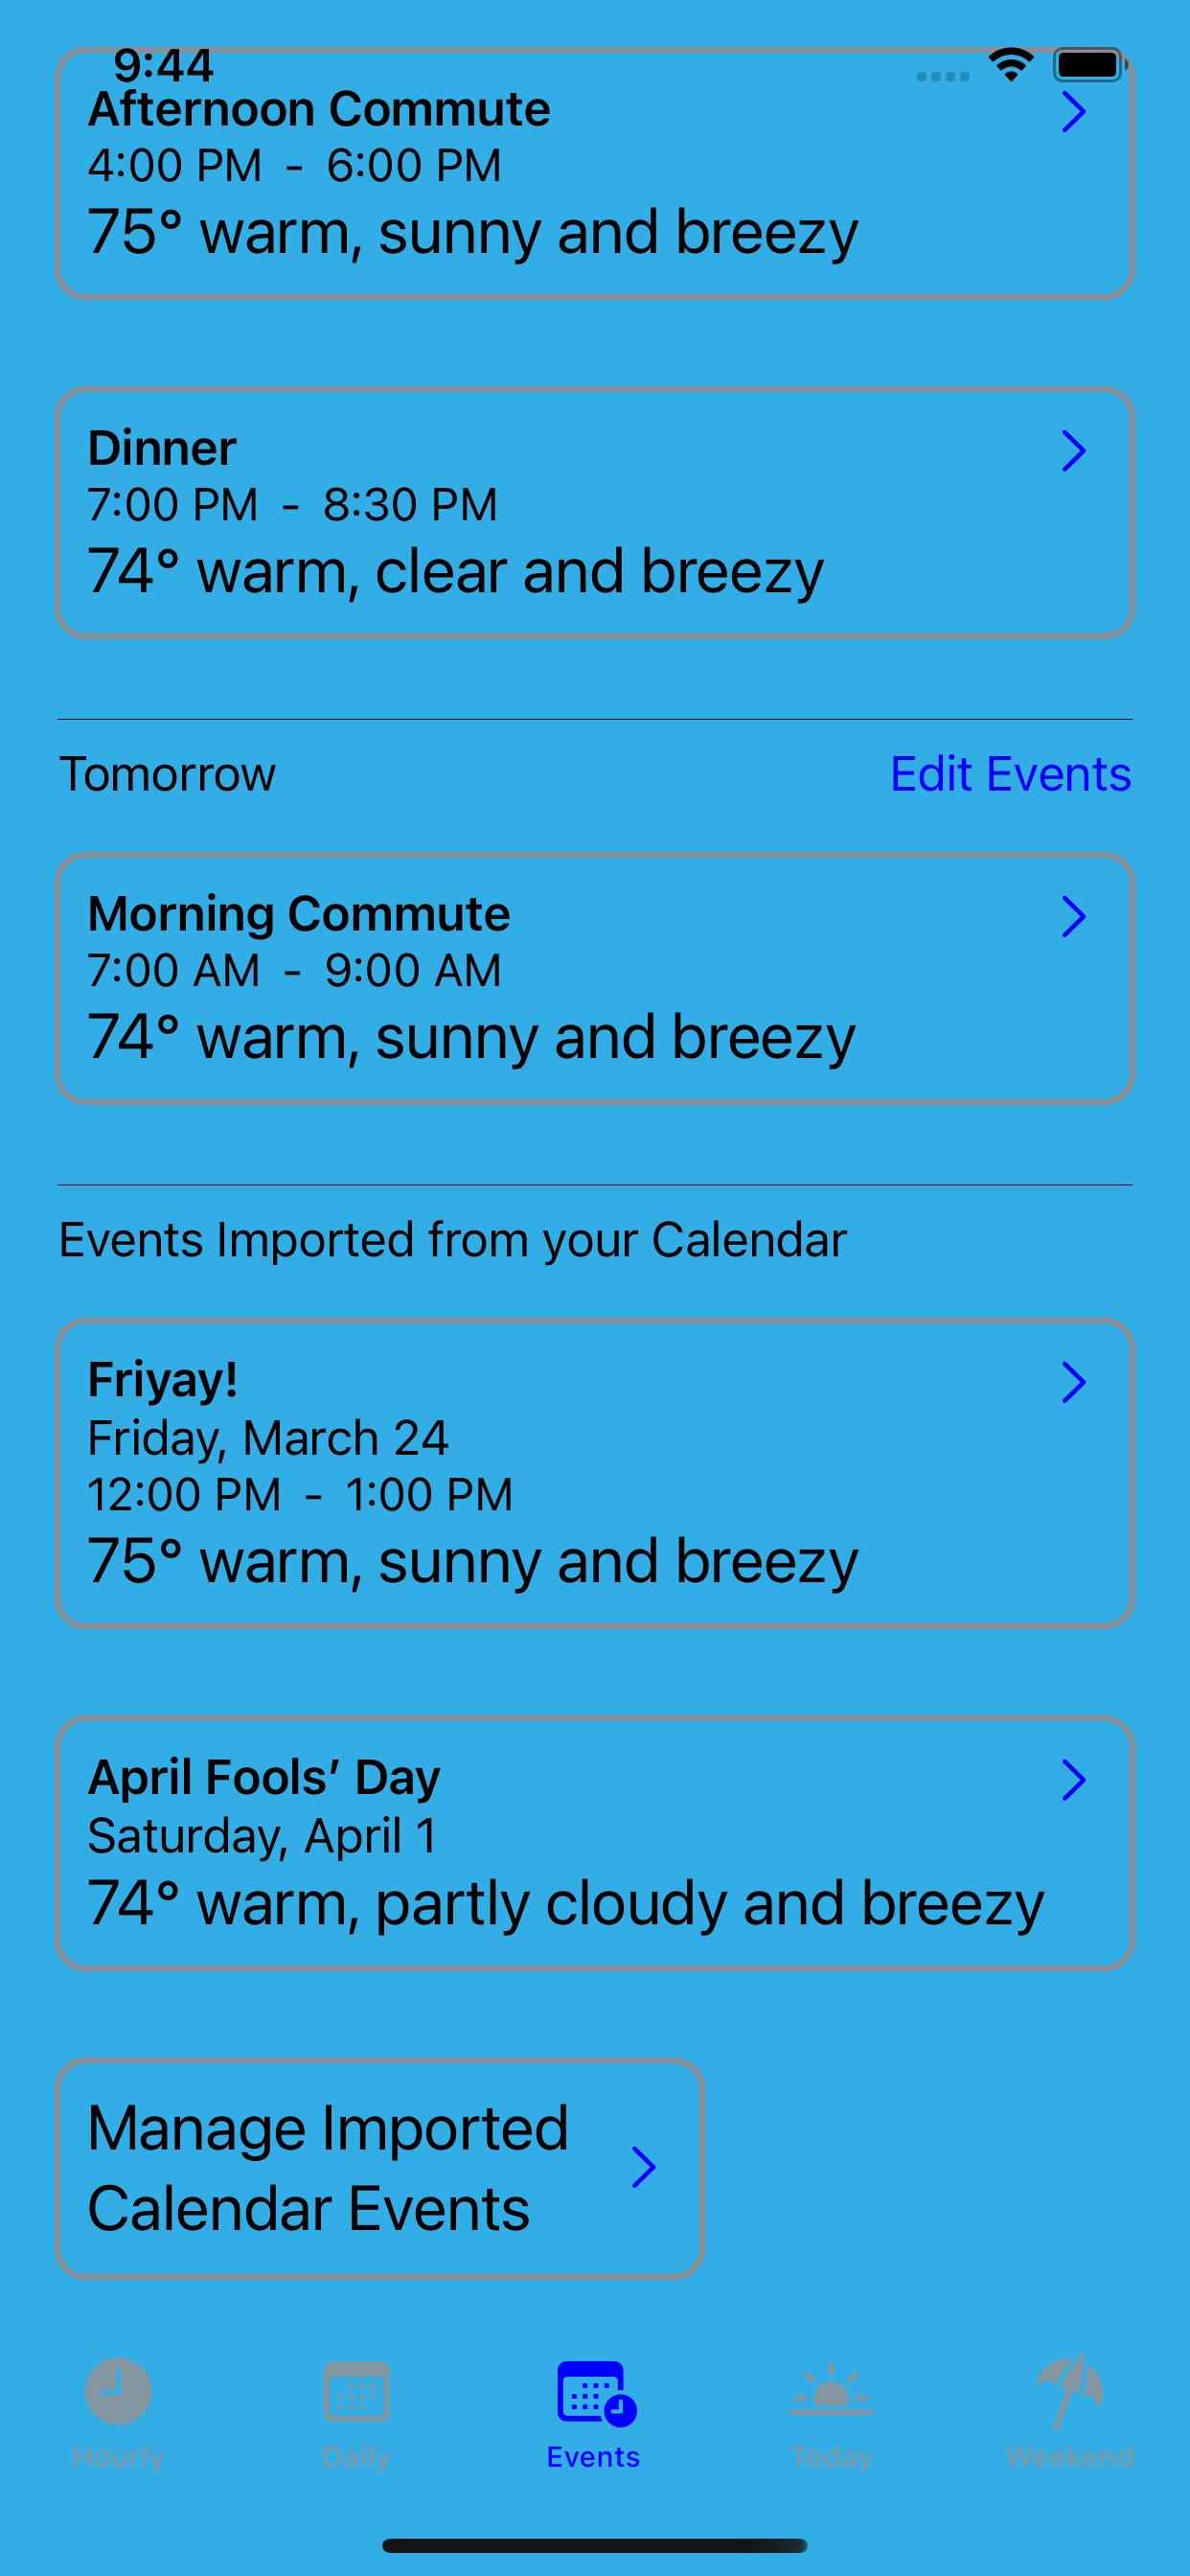 9:44
Afternoon Commute
4:00 PM - 6:00 PM
75° warm, sunny and breezy
Dinner
7:00 PM - 8:30 PM
74° warm, clear and breezy
Tomorrow
Edit Events
Morning Commute
7:00 AM - 9:00 AM
74° warm, sunny and breezy
Events Imported from your Calendar
Friyay!
Friday, March 24
12:00 PM - 1:00 PM
75° warm, sunny and breezy
April Fools’ Day
Saturday, April 1
74° warm, partly cloudy and breezy
Manage Imported
Calendar Events
Hourly
Daily
Events
Today
Weekend